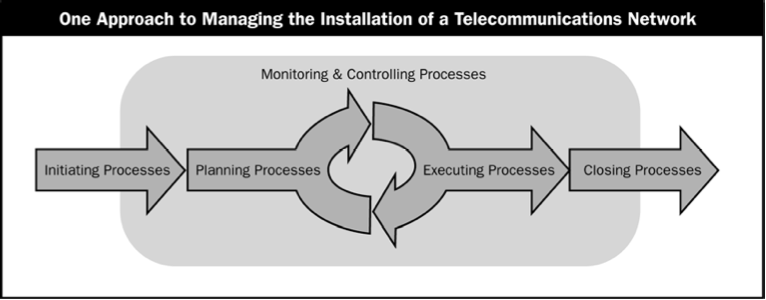 One Approach to Managing the Installation of a Telecommunications Network
Monitoring & Controlling Processes
Initiating Processes
Planning Processes
Executing Processes
Closing Processes